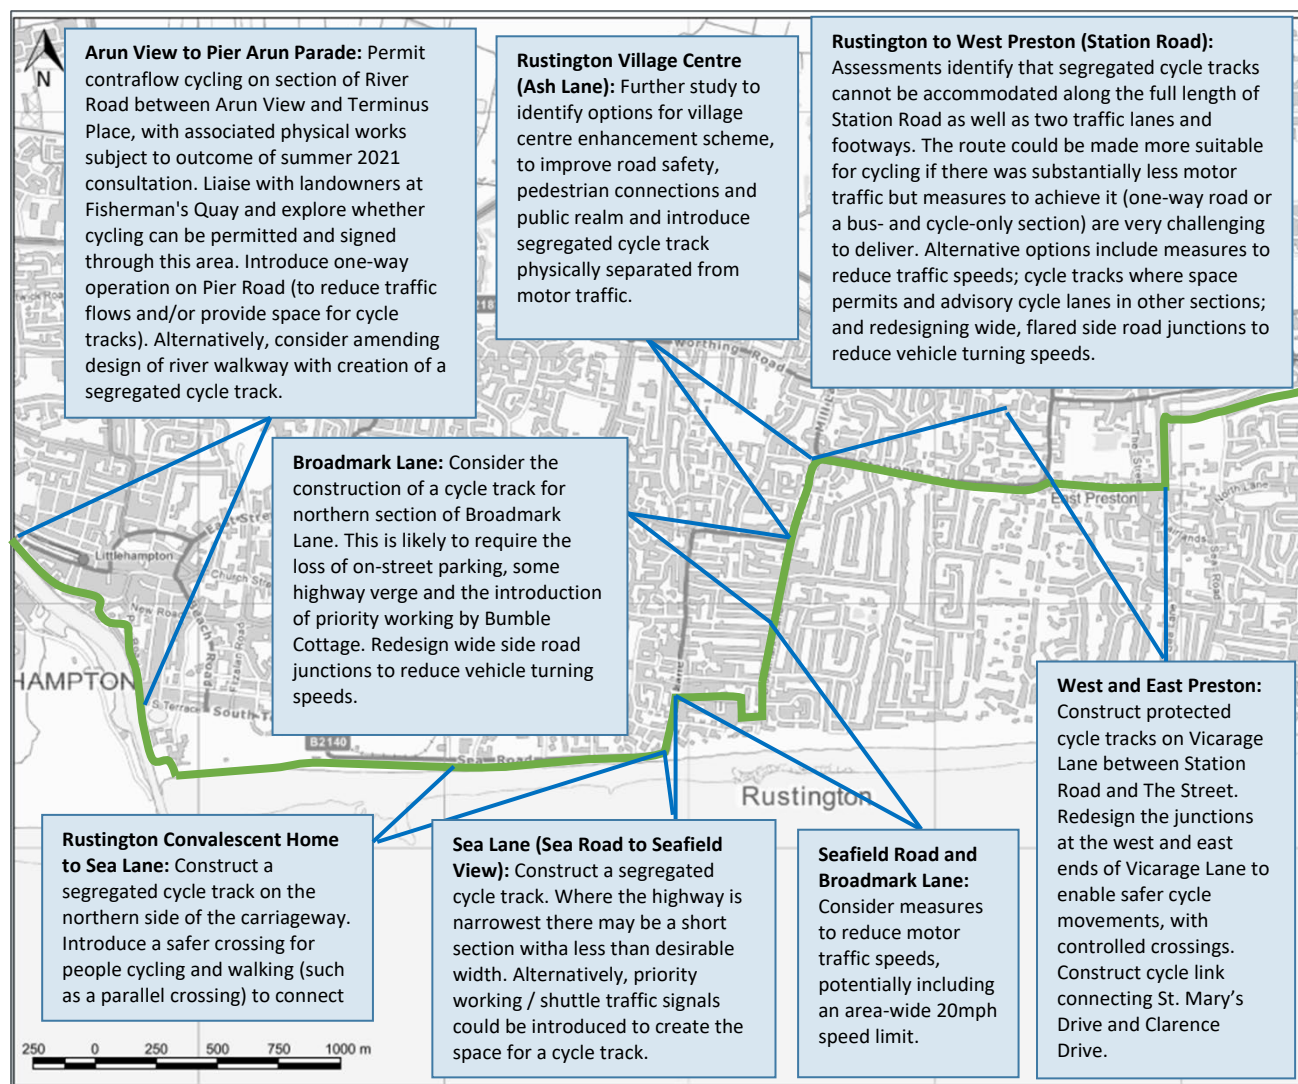 N
Arun View to Pier Arun Parade: Permit
contraflow cycling on section of River
Road between Arun View and Terminus
Place, with associated physical works
subject to outcome of summer 2021
consultation. Liaise with landowners at
Fisherman's Quay and explore whether
cycling can be permitted and signed
through this area. Introduce one-way
operation on Pier Road (to reduce traffic
flows and/or provide space for cycle
tracks). Alternatively, consider amending
design of river walkway with creation of a
segregated cycle track.
Rustington Village Centre
(Ash Lane): Further study to
identify options for village
centre enhancement scheme,
to improve road safety,
pedestrian connections and
public realm and introduce
segregated cycle track
physically separated from
motor traffic.
Rustington to West Preston (Station Road):
Assessments identify that segregated cycle tracks
cannot be accommodated along the full length of
Station Road as well as two traffic lanes and
footways. The route could be made more suitable
for cycling if there was substantially less motor
traffic but measures to achieve it (one-way road or
a bus- and cycle-only section) are very challenging
to deliver. Alternative options include measures to
reduce traffic speeds; cycle tracks where space
permits and advisory cycle lanes in other sections;
and redesigning wide, flared side road junctions to
reduce vehicle turning speeds.
Worthing Road
Broadmark Lane: Consider the
construction of a cycle track for
northern section of Broadmark
Lane. This is likely to require the
loss of on-street parking, some
highway verge and the introduction
of priority working by Bumble
Cottage. Redesign wide side road
junctions to reduce vehicle turning
speeds.
The Street
East Preston
North Lane
Sea Road
East Stre
Littlehampton
Church Stre
New Road
Fitzalan Road
HAMPTON
S. Terrace
South Te
B2140
Sea Road
Lane
Rustington
West and East Preston:
Construct protected
cycle tracks on Vicarage
Lane between Station
Road and The Street.
Redesign the junctions
at the west and east
ends of Vicarage Lane to
enable safer cycle
movements, with
controlled crossings.
Construct cycle link
connecting St. Mary's
Drive and Clarence
Drive.
Rustington Convalescent Home
to Sea Lane: Construct a
segregated cycle track on the
northern side of the carriageway.
Introduce a safer crossing for
people cycling and walking (such
as a parallel crossing) to connect
Sea Lane (Sea Road to Seafield
View): Construct a segregated
cycle track. Where the highway is
narrowest there may be a short
section witha less than desirable
width. Alternatively, priority
working / shuttle traffic signals
could be introduced to create the
space for a cycle track.
Seafield Road and
Broadmark Lane:
Consider measures
to reduce motor
traffic speeds,
potentially including
an area-wide 20mph
speed limit.
250 0 250 500 750 1000 m